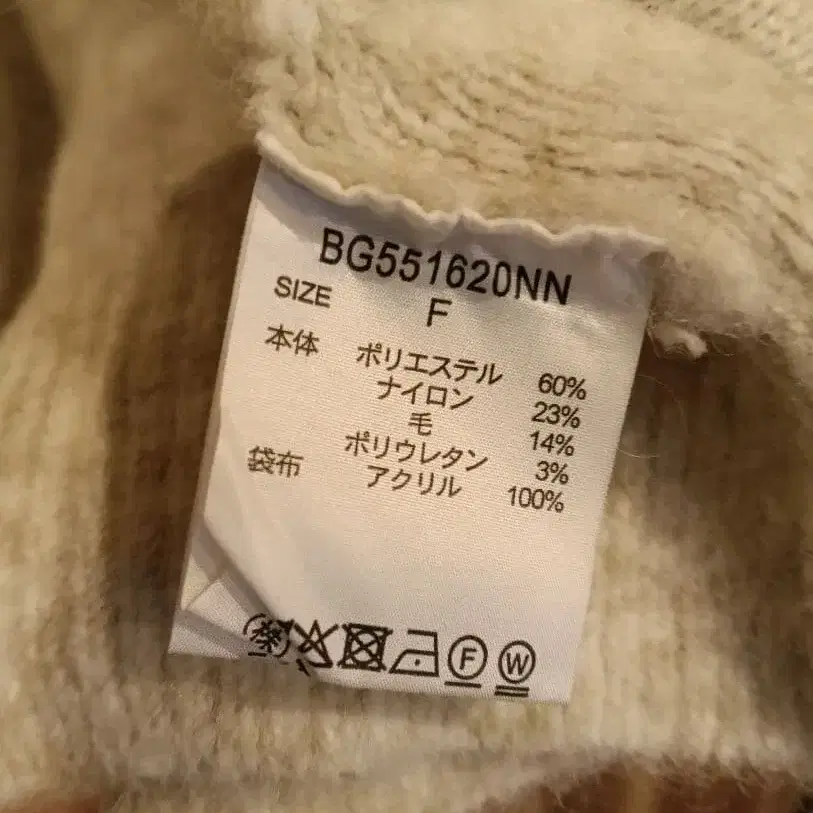 BG551620NN
SIZE F
本体 ポリエステル 60%
ナイロン 23%
毛 14%
ポリウレタン 3%
袋布 アクリル 100%
F W